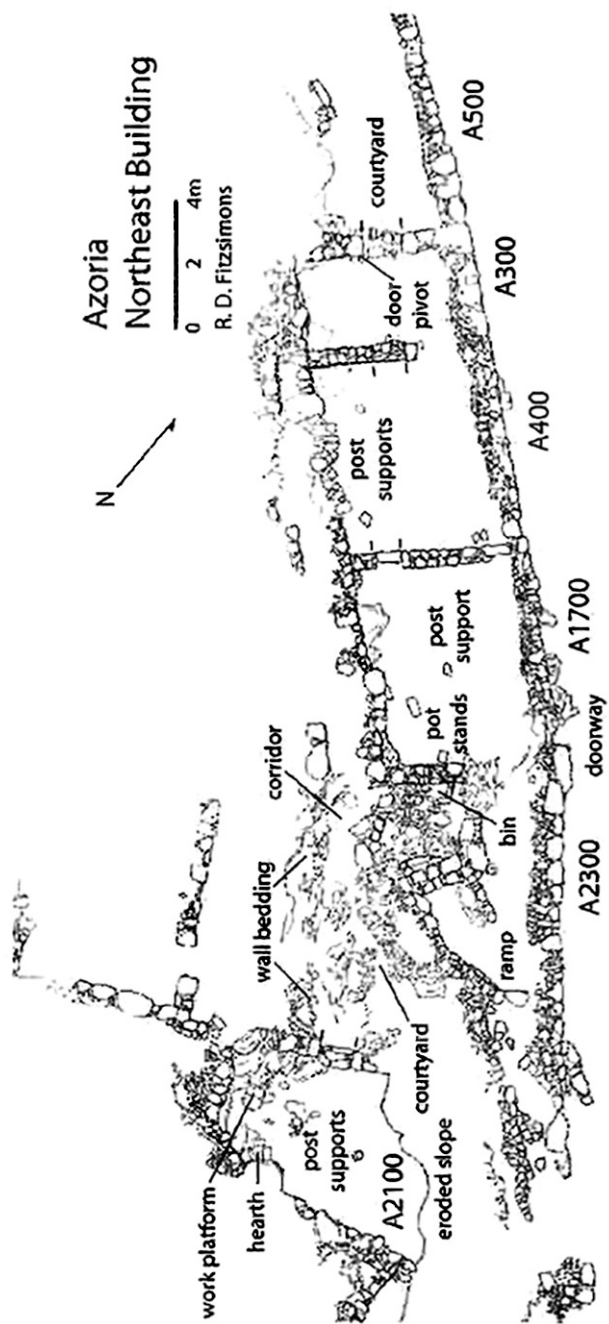 Azoria
Northeast Building
0 2 4m
R. D. Fitzsimons
N
work platform
hearth
post
supports
A2100
eroded slope
courtyard
wall bedding
corridor
ramp
A2300
bin
pot
stands
doorway
post
support
A1700
post
supports
A400
door
pivot
A300
courtyard
A500